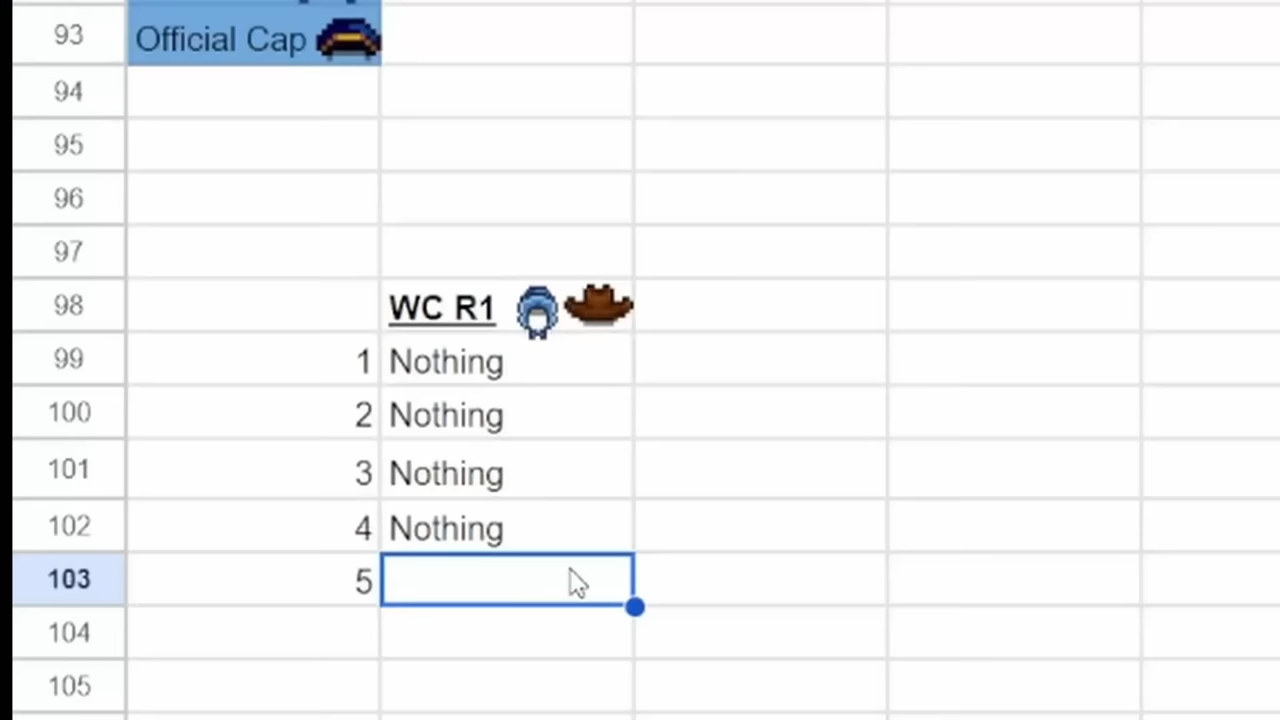 93 Official Cap
94
95
96
97
98 WC R1
99 1 Nothing
100 2 Nothing
101 3 Nothing
102 4 Nothing
103 5
104
105